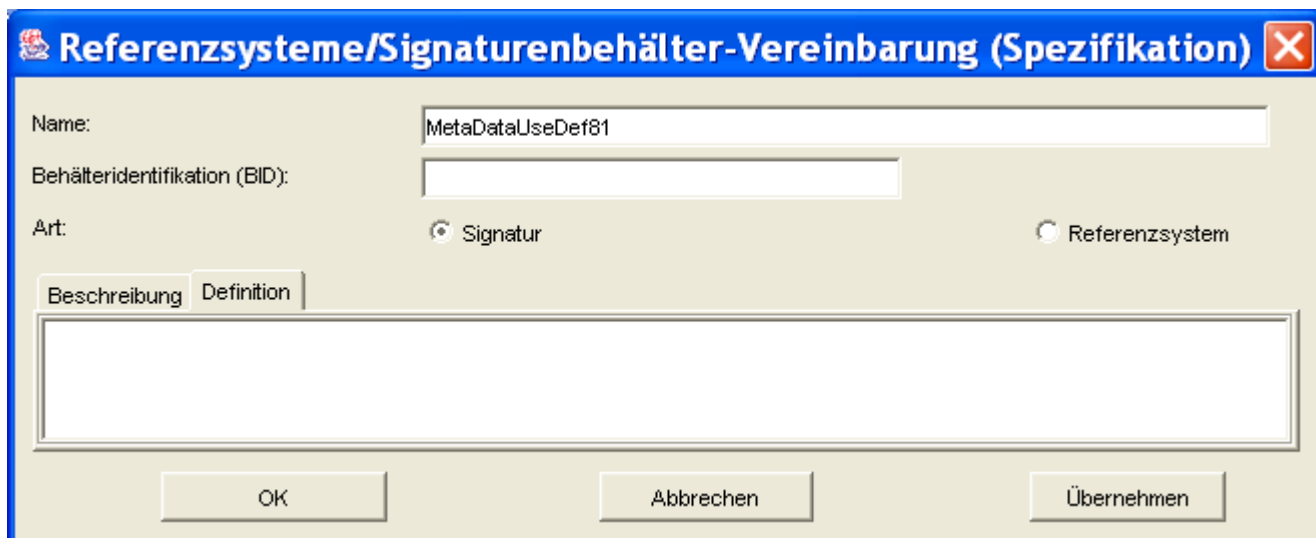 Referenzsysteme/Signaturenbehälter-Vereinbarung (Spezifikation)
Name: MetaDataUseDef81
Behälteridentifikation (BID):
Art: Signatur Referenzsystem
Beschreibung Definition
OK Abbrechen Übernehmen